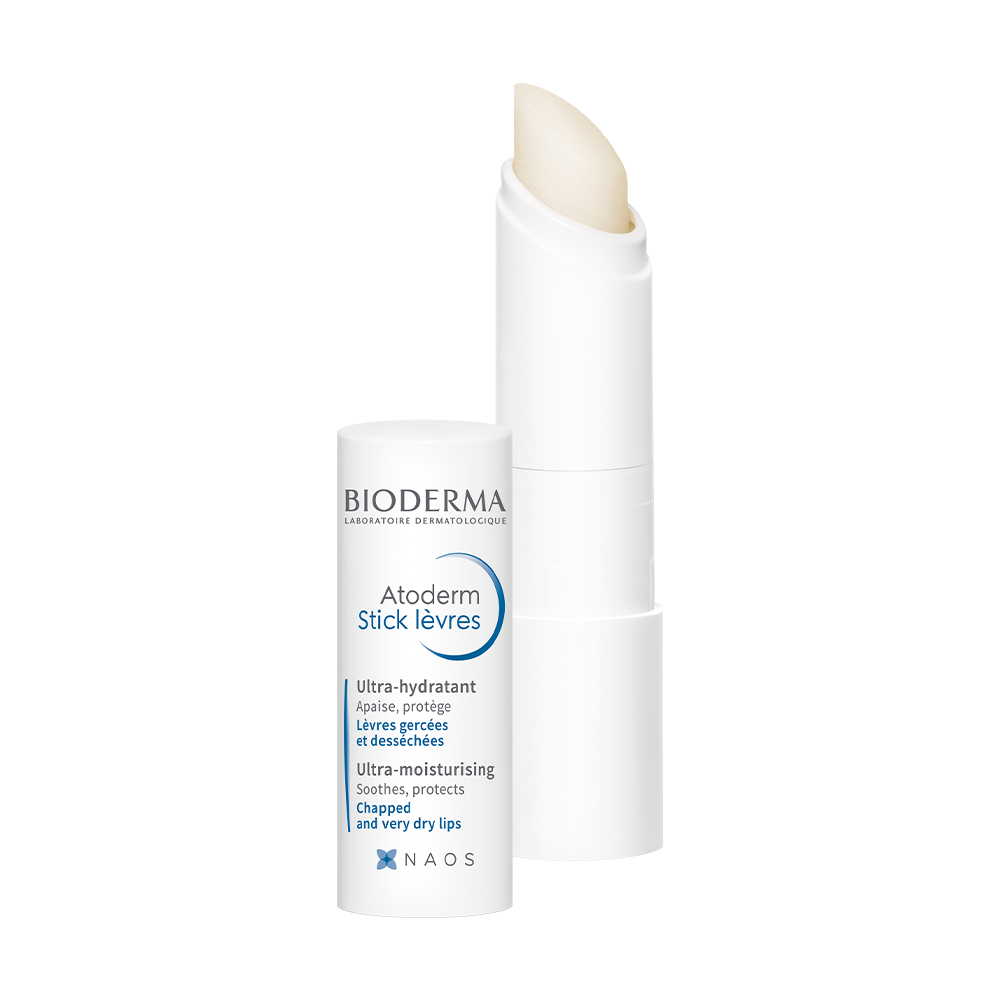 BIODERMA
LABORATOIRE DERMATOLOGIQUE
Atoderm
Stick lèvres
Ultra-hydratant
Apaise, protège
Lèvres gercées
et desséchées
Ultra-moisturising
Soothes, protects
Chapped
and very dry lips
NAOS